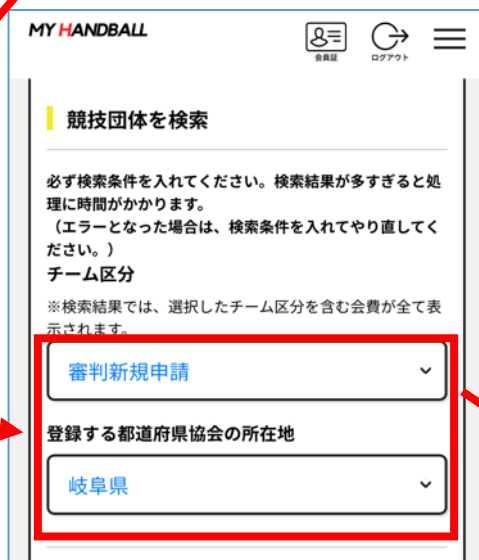 MY HANDBALL
会員証
ログアウト
競技団体を検索
必ず検索条件を入れてください。検索結果が多すぎると処
理に時間がかかります。
（エラーとなった場合は、検索条件を入れてやり直してく
ださい。）
チーム区分
※検索結果では、選択したチーム区分を含む会費が全て表
示されます。
審判新規申請
登録する都道府県協会の所在地
岐阜県